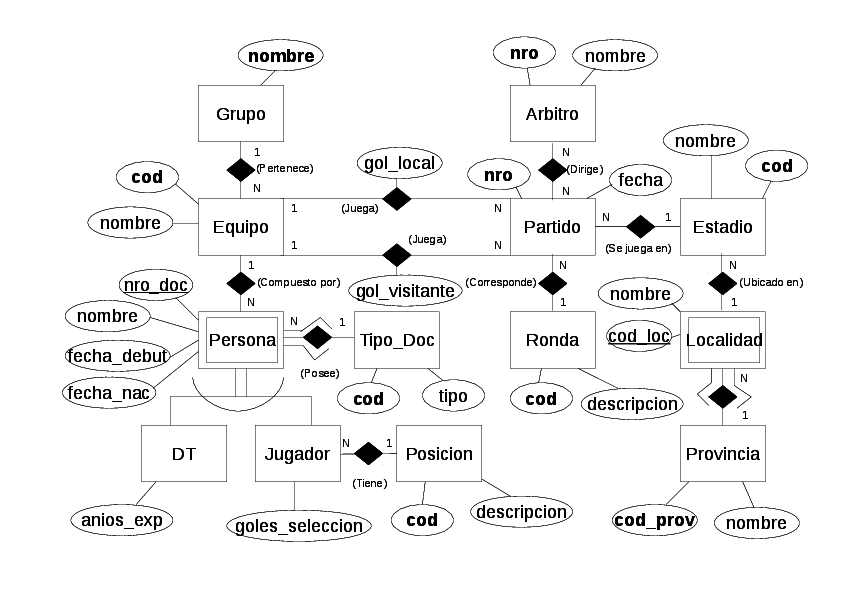 nombre
nro
nombre
Grupo
Arbitro
1
(Pertenece)
N
gol_local
N
(Dirige)
N
nombre
cod
cod
nombre
Equipo
1
1
(Juega)
(Juega)
N
N
nro
fecha
Partido
N
1
(Se juega en)
Estadio
1
(Compuesto por)
N
gol_visitante
N
(Corresponde)
1
N
(Ubicado en)
1
nro_doc
nombre
fecha_debut
fecha_nac
Persona
N
1
(Posee)
Tipo_Doc
Ronda
nombre
cod_loc
Localidad
cod
tipo
cod
descripcion
N
1
DT
Jugador
N
1
(Tiene)
Posicion
Provincia
anios_exp
goles_seleccion
cod
descripcion
cod_prov
nombre